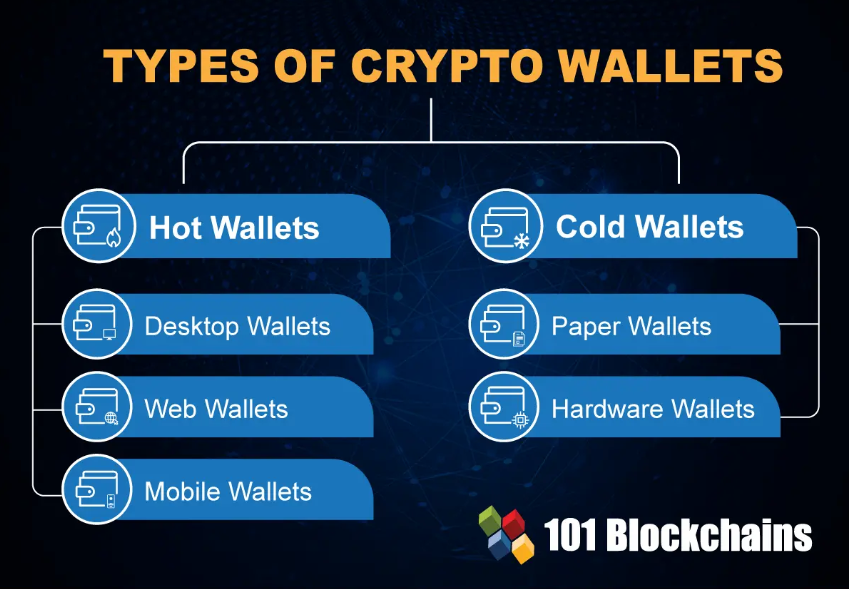 TYPES OF CRYPTO WALLETS
Hot Wallets
Desktop Wallets
Web Wallets
Mobile Wallets
Cold Wallets
Paper Wallets
Hardware Wallets
101 Blockchains